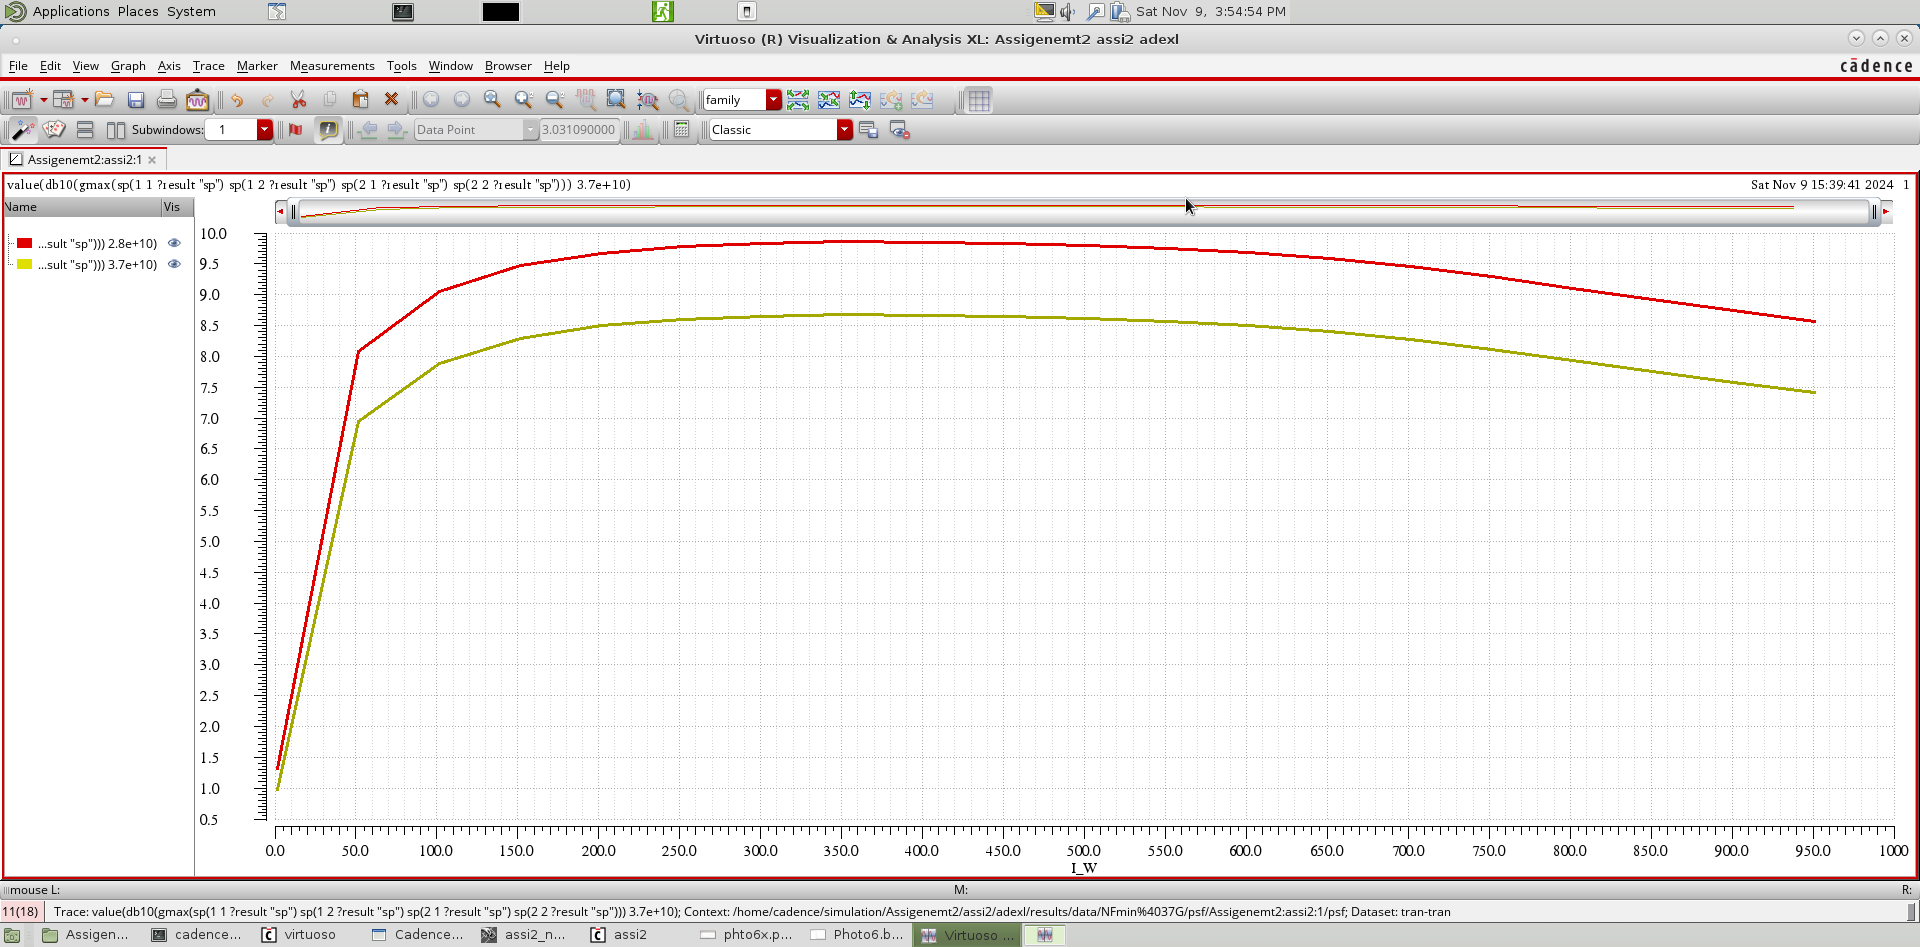 Applications Places System
Sat Nov 9, 3:54:54 PM
Virtuoso (R) Visualization & Analysis XL: Assigenemt2 assi2 adexl
File Edit View Graph Axis Trace Marker Measurements Tools Window Browser Help
cādence
family
Subwindows: 1
Data Point
3.031090000
Classic
Assigenemt2:assi2:1
value(db10(gmax(sp(1 1 ?result "sp") sp(1 2 ?result "sp") sp(2 1 ?result "sp") sp(2 2 ?result "sp"))) 3.7e+10)
Sat Nov 9 15:39:41 2024 1
Name Vis
...sult "sp"))) 2.8e+10)
...sult "sp"))) 3.7e+10)
10.0
9.5
9.0
8.5
8.0
7.5
7.0
6.5
6.0
5.5
5.0
4.5
4.0
3.5
3.0
2.5
2.0
1.5
1.0
0.5
0.0 50.0 100.0 150.0 200.0 250.0 300.0 350.0 400.0 450.0 500.0 550.0 600.0 650.0 700.0 750.0 800.0 850.0 900.0 950.0 1000
I_W
mouse L: M: R:
11(18)
Trace: value(db10(gmax(sp(1 1 ?result "sp") sp(1 2 ?result "sp") sp(2 1 ?result "sp") sp(2 2 ?result "sp"))) 3.7e+10); Context: /home/cadence/simulation/Assigenemt2/assi2/adexl/results/data/NFmin%4037G/psf/Assigenemt2:assi2:1/psf; Dataset: tran-tran
Assigen... cadence... virtuoso Cadence... assi2_n... assi2 phto6x.p... Photo6.b... Virtuoso ...